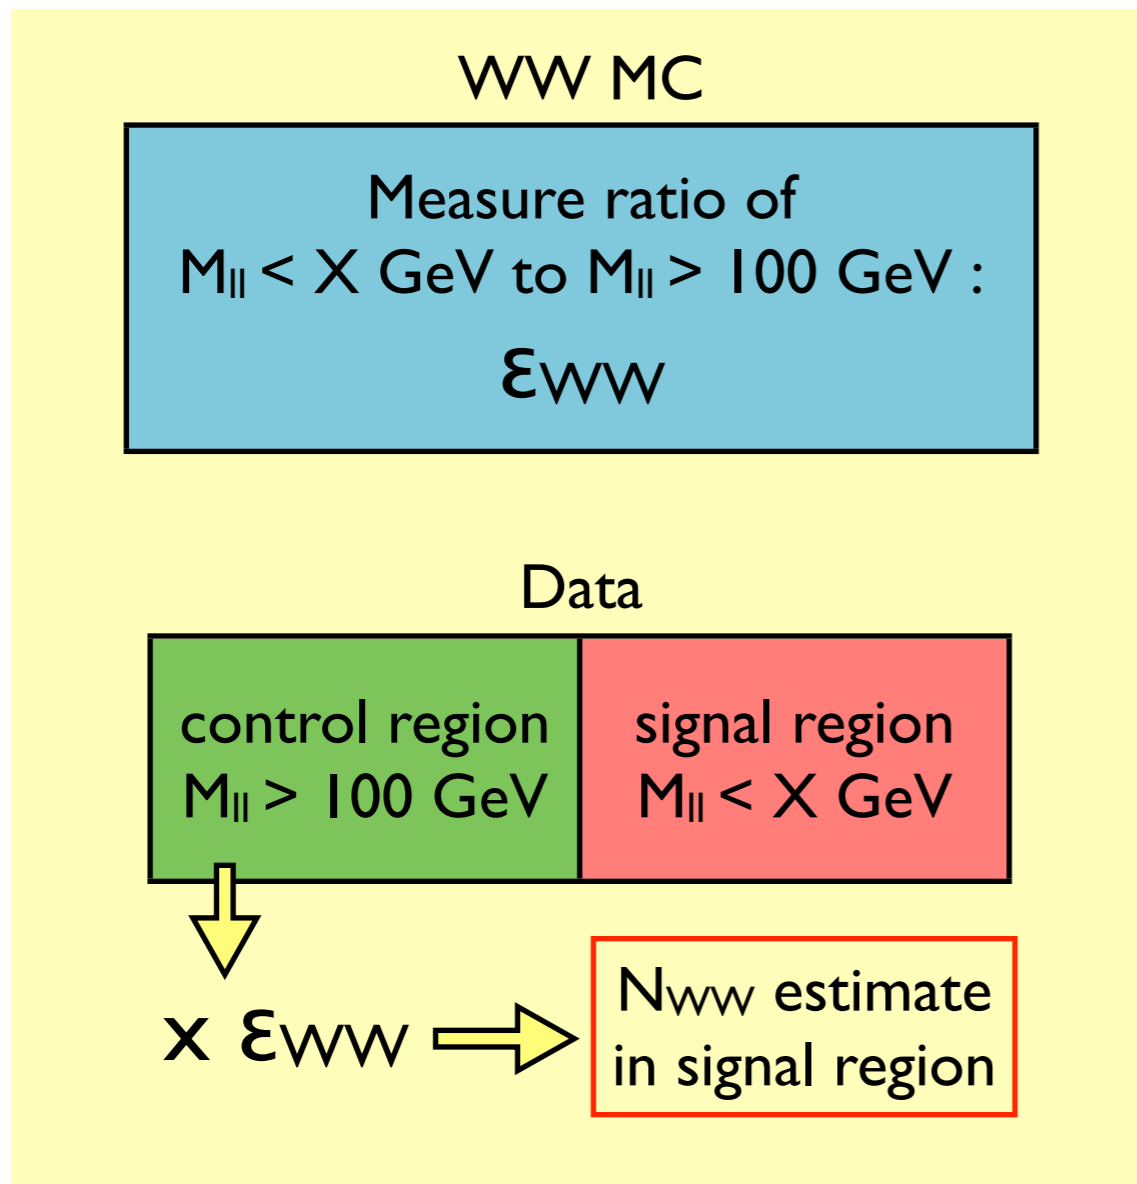 WW MC
Measure ratio of
Mll < X GeV to Mll > 100 GeV :
εWW
Data
control region
Mll > 100 GeV
signal region
Mll < X GeV
x εWW
NWW estimate
in signal region